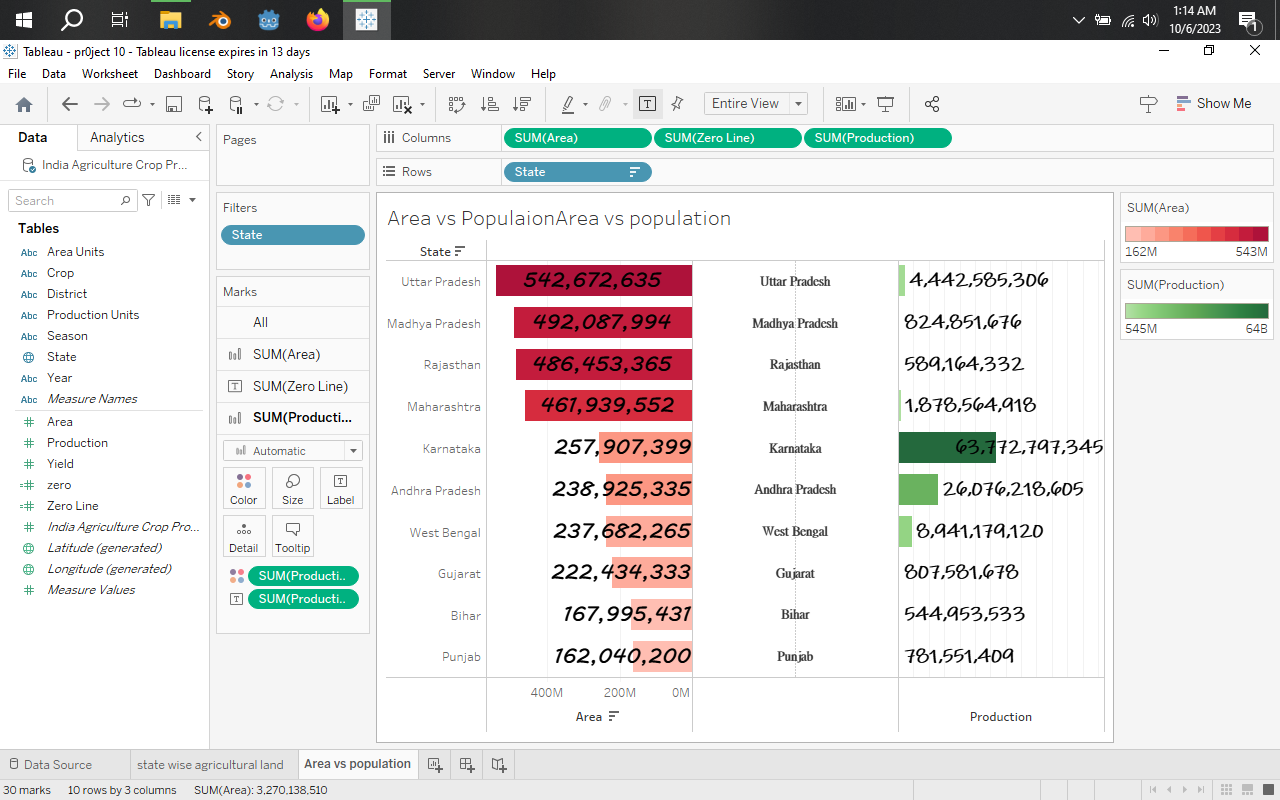 1:14 AM
10/6/2023
1
Tableau - pr0ject 10 - Tableau license expires in 13 days
File Data Worksheet Dashboard Story Analysis Map Format Server Window Help
Entire View
Show Me
Data Analytics
India Agriculture Crop Pr...
Search
Tables
Abc Area Units
Abc Crop
Abc District
Abc Production Units
Abc Season
State
Abc Year
Abc Measure Names
Area
Production
Yield
zero
Zero Line
India Agriculture Crop Pro...
Latitude (generated)
Longitude (generated)
Measure Values
Pages
Filters
State
Marks
All
SUM(Area)
SUM(Zero Line)
SUM(Producti...
Automatic
Color Size Label
Detail Tooltip
SUM(Producti..
SUM(Producti..
Columns SUM(Area) SUM(Zero Line) SUM(Production)
Rows State
Area vs PopulaionArea vs population
State
Uttar Pradesh 542,672,635 Uttar Pradesh 4,442,585,306
Madhya Pradesh 492,087,994 Madhya Pradesh 824,851,676
Rajasthan 486,453,365 Rajasthan 589,164,332
Maharashtra 461,939,552 Maharashtra 1,878,564,918
Karnataka 257,907,399 Karnataka 63,772,797,345
Andhra Pradesh 238,925,335 Andhra Pradesh 26,076,218,605
West Bengal 237,682,265 West Bengal 8,941,179,120
Gujarat 222,434,333 Gujarat 807,581,678
Bihar 167,995,431 Bihar 544,953,533
Punjab 162,040,200 Punjab 781,551,409
400M 200M 0M
Area Production
SUM(Area)
162M 543M
SUM(Production)
545M 64B
Data Source state wise agricultural land Area vs population
30 marks 10 rows by 3 columns SUM(Area): 3,270,138,510